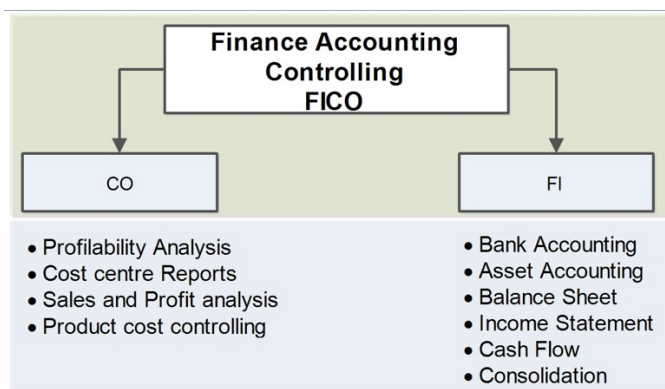 Finance Accounting
Controlling
FICO
CO
FI
• Profilability Analysis
• Cost centre Reports
• Sales and Profit analysis
• Product cost controlling
• Bank Accounting
• Asset Accounting
• Balance Sheet
• Income Statement
• Cash Flow
• Consolidation